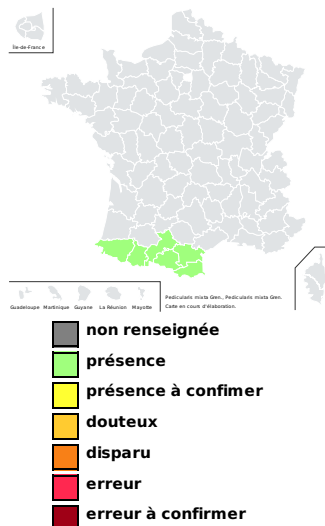 Île-de-France
Guadeloupe Martinique Guyane La Réunion Mayotte
Pedicularis mixta Gren., Pedicularis mixta Gren.
Carte en cours d'élaboration.
non renseignée
présence
présence à confimer
douteux
disparu
erreur
erreur à confirmer